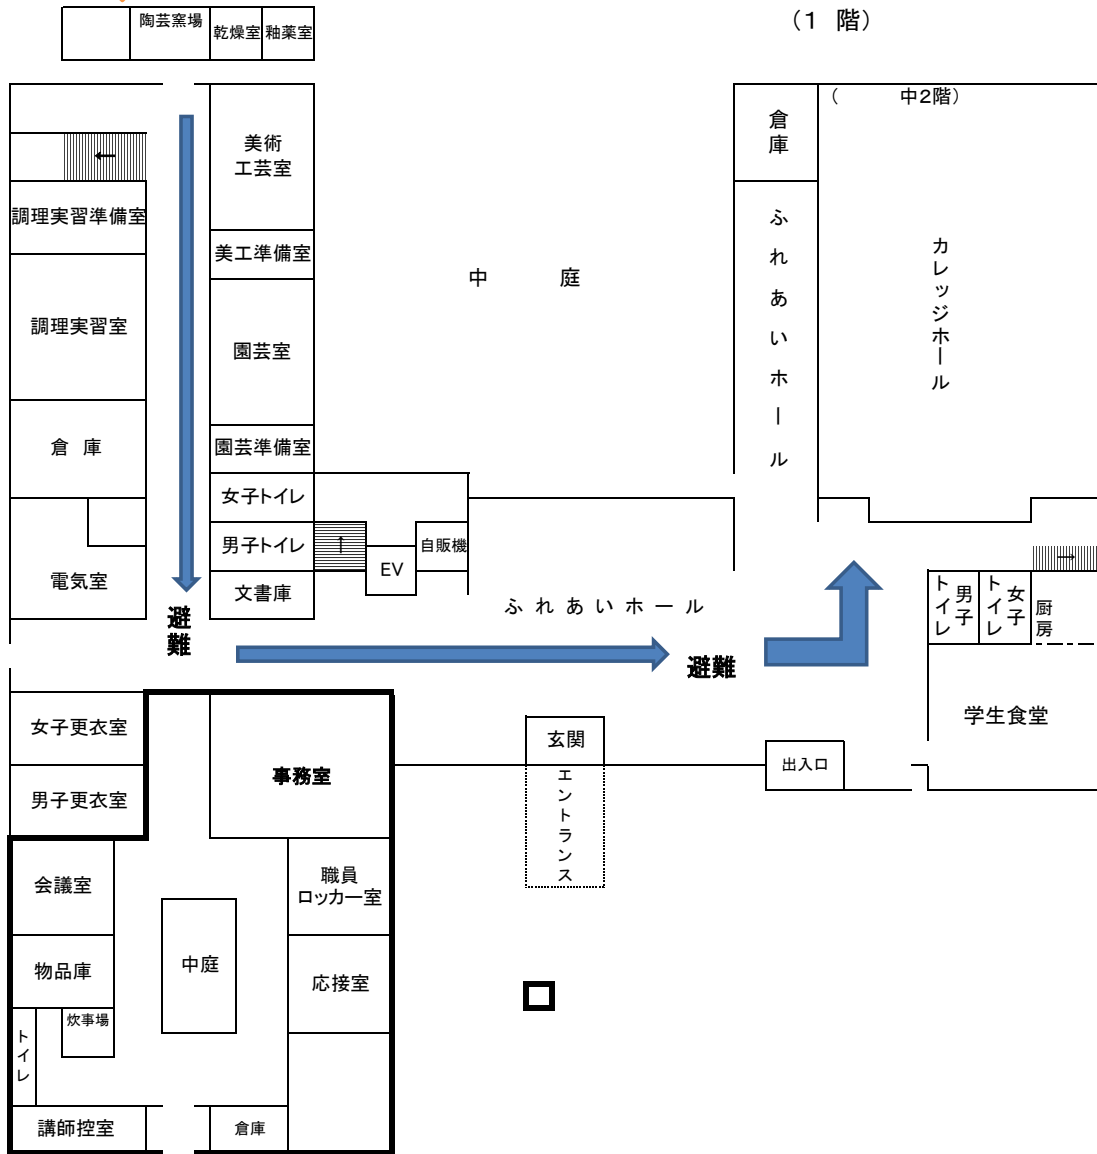 （1 階）
陶芸窯場
乾燥室
釉薬室
（ 中2階）
倉庫
美術
工芸室
←
調理実習準備室
美工準備室
中 庭
ふれあいホール
カレッジホール
調理実習室
園芸室
倉 庫
園芸準備室
女子トイレ
男子トイレ
↑
自販機
EV
電気室
文書庫
ふれあいホール
→
男子
トイレ
女子
トイレ
厨房
避難
避難
女子更衣室
男子更衣室
事務室
玄関
エントランス
出入口
学生食堂
会議室
職員
ロッカー室
中庭
物品庫
応接室
炊事場
トイレ
講師控室
倉庫